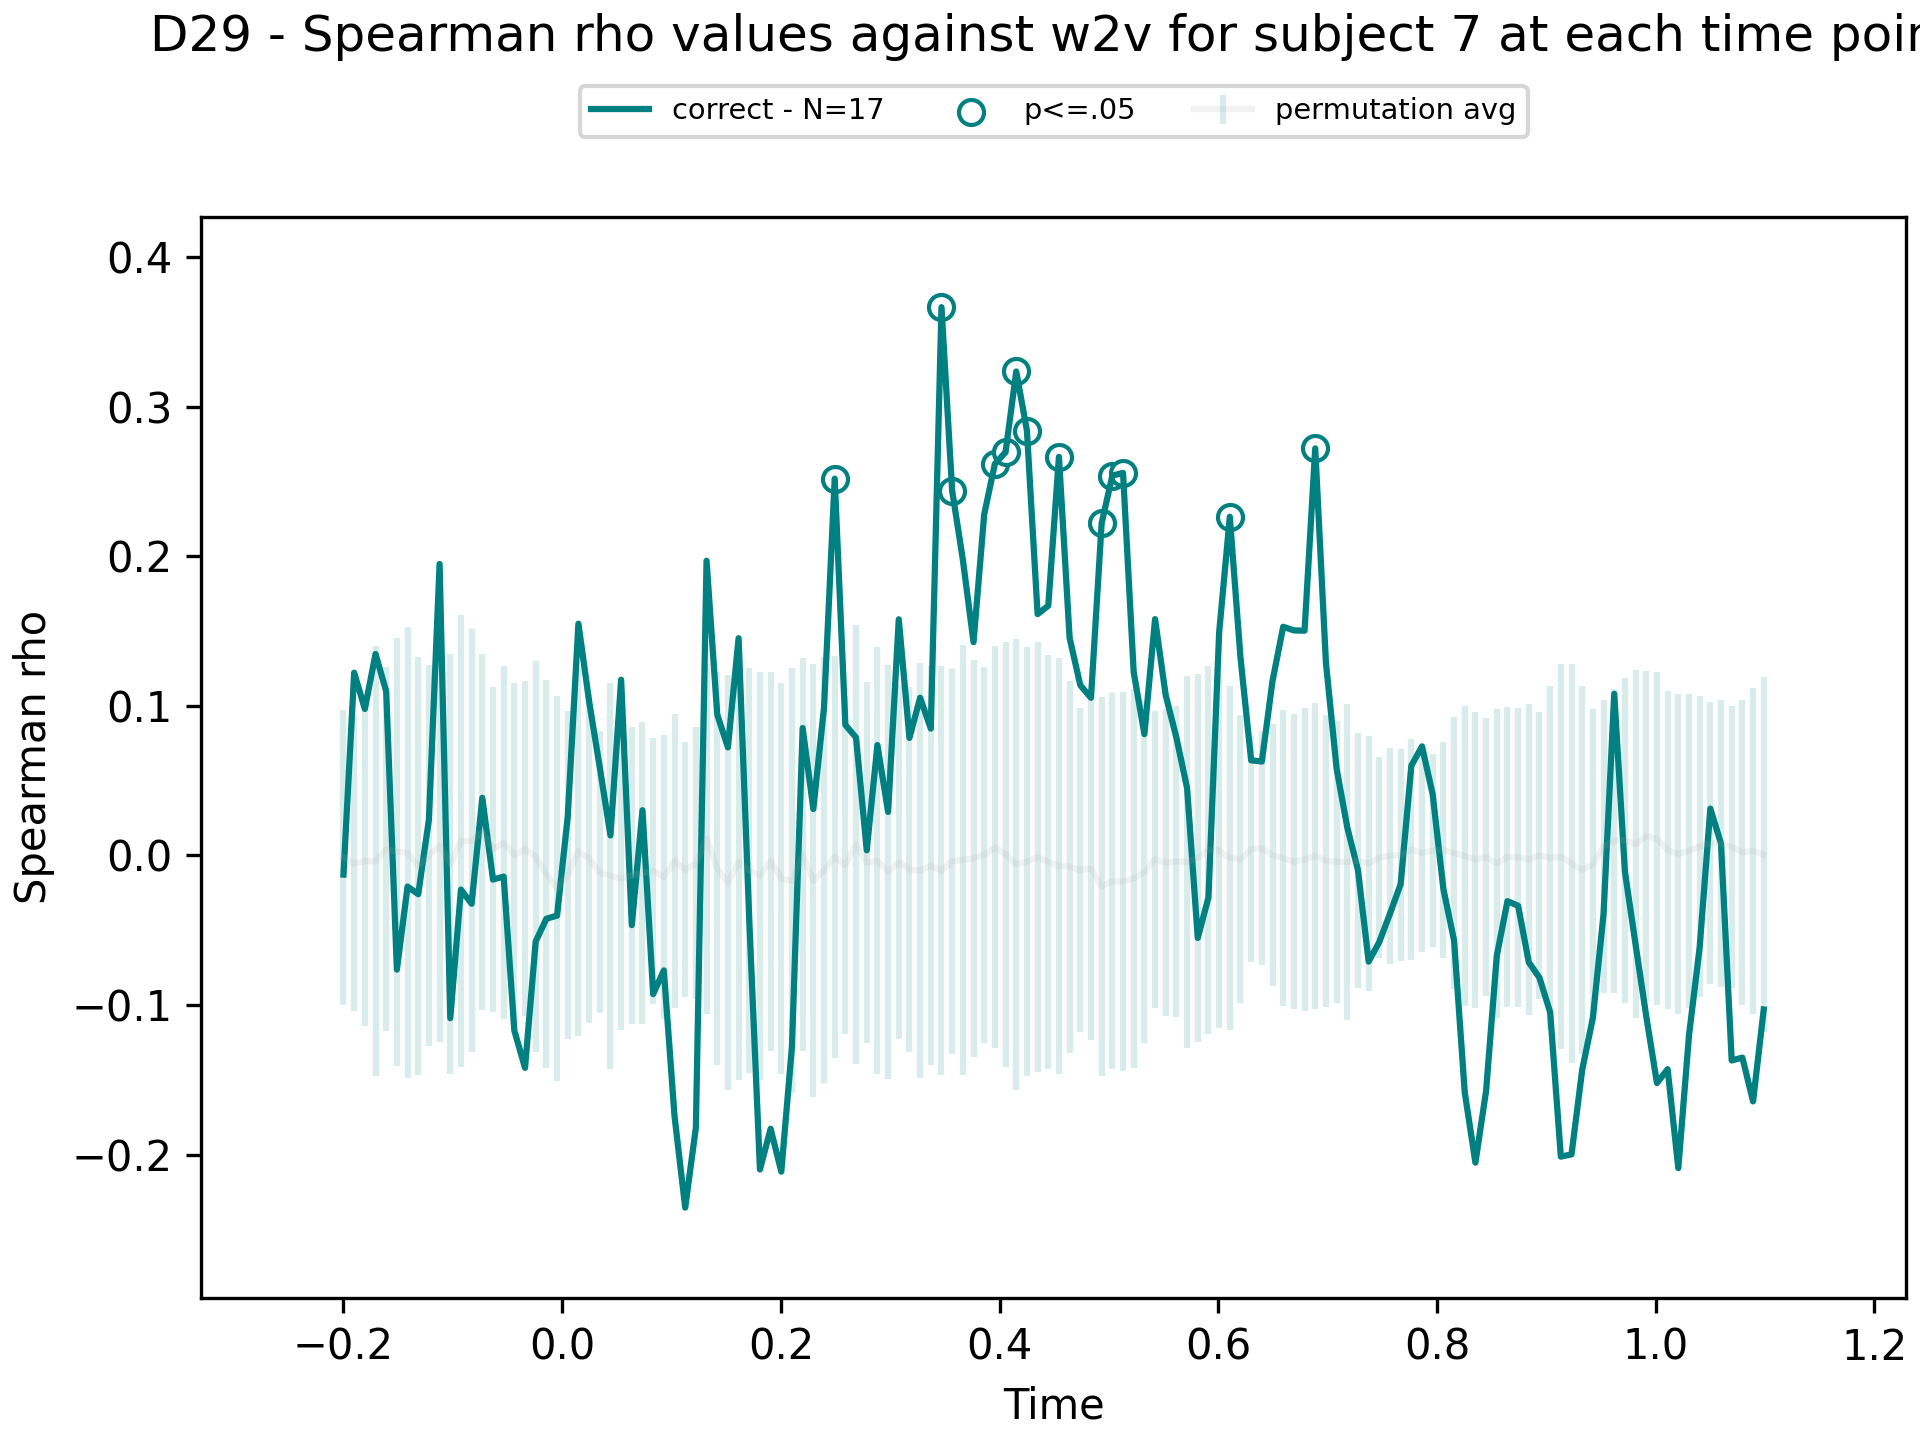 D29 - Spearman rho values against w2v for subject 7 at each time
correct - N=17 p<=.05 permutation avg
Spearman rho
0.4
0.3
0.2
0.1
0.0
−0.1
−0.2
−0.2 0.0 0.2 0.4 0.6 0.8 1.0 1.2
Time